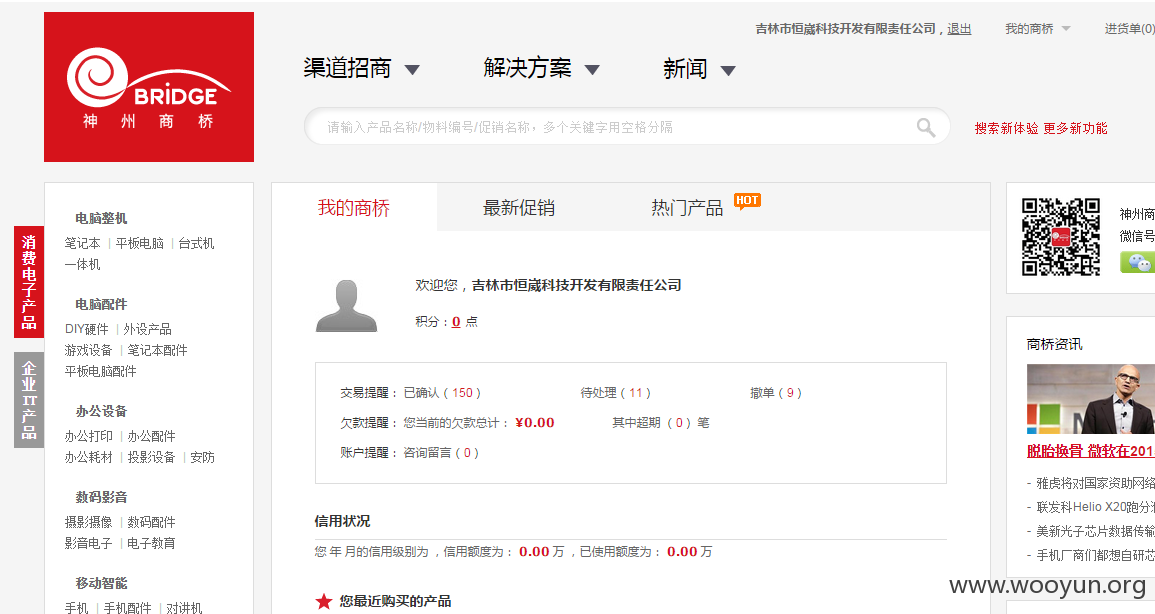 吉林市恒崴科技开发有限责任公司，退出 我的商桥 进货单(0)
BRIDGE
神州商桥
渠道招商 解决方案 新闻
请输入产品名称/物料编号/促销名称，多个关键字用空格分隔
搜索新体验 更多新功能
消费电子产品
企业IT产品
电脑整机
笔记本 | 平板电脑 | 台式机
一体机
电脑配件
DIY硬件 | 外设产品
游戏设备 | 笔记本配件
平板电脑配件
办公设备
办公打印 | 办公配件
办公耗材 | 投影设备 | 安防
数码影音
摄影摄像 | 数码配件
影音电子 | 电子教育
移动智能
手机 | 手机配件 | 对讲机
我的商桥 最新促销 热门产品 HOT
欢迎您，吉林市恒崴科技开发有限责任公司
积分：0 点
交易提醒：已确认（150） 待处理（11） 撤单（9）
欠款提醒：您当前的欠款总计：¥0.00 其中超期（0）笔
账户提醒：咨询留言（0）
信用状况
您 年 月的信用级别为 ，信用额度为：0.00 万 ，已使用额度为：0.00 万
您最近购买的产品
神州商
微信号
商桥资讯
脱胎换骨 微软在201
- 雅虎将对国家资助网络
- 联发科Helio X20跑分
- 美新光子芯片数据传输
- 手机厂商们都想自研芯
www.wooyun.org